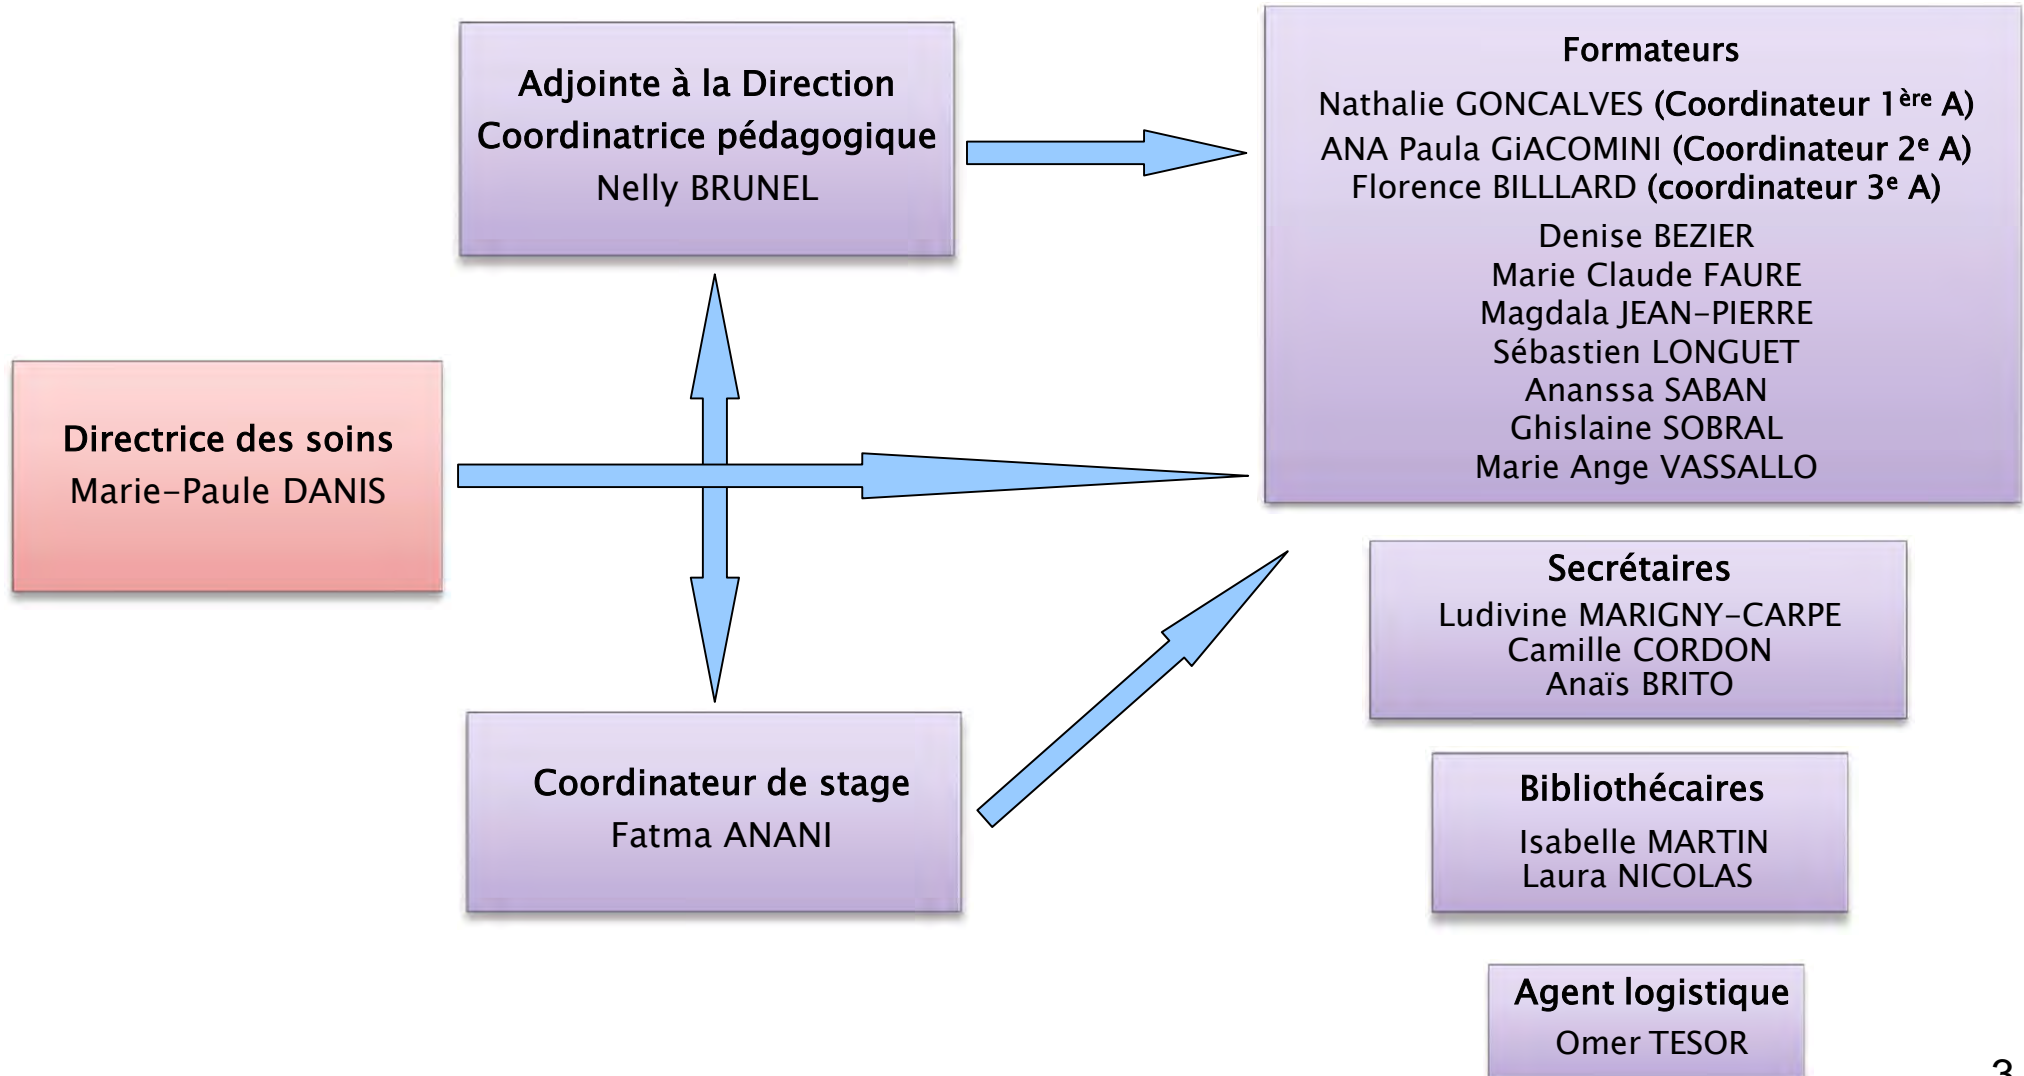 Adjointe à la Direction
Coordinatrice pédagogique
Nelly BRUNEL
Directrice des soins
Marie-Paule DANIS
Coordinateur de stage
Fatma ANANI
Formateurs
Nathalie GONCALVES (Coordinateur 1ère A)
ANA Paula GiACOMINI (Coordinateur 2e A)
Florence BILLLARD (coordinateur 3e A)
Denise BEZIER
Marie Claude FAURE
Magdala JEAN-PIERRE
Sébastien LONGUET
Ananssa SABAN
Ghislaine SOBRAL
Marie Ange VASSALLO
Secrétaires
Ludivine MARIGNY-CARPE
Camille CORDON
Anaïs BRITO
Bibliothécaires
Isabelle MARTIN
Laura NICOLAS
Agent logistique
Omer TESOR
3